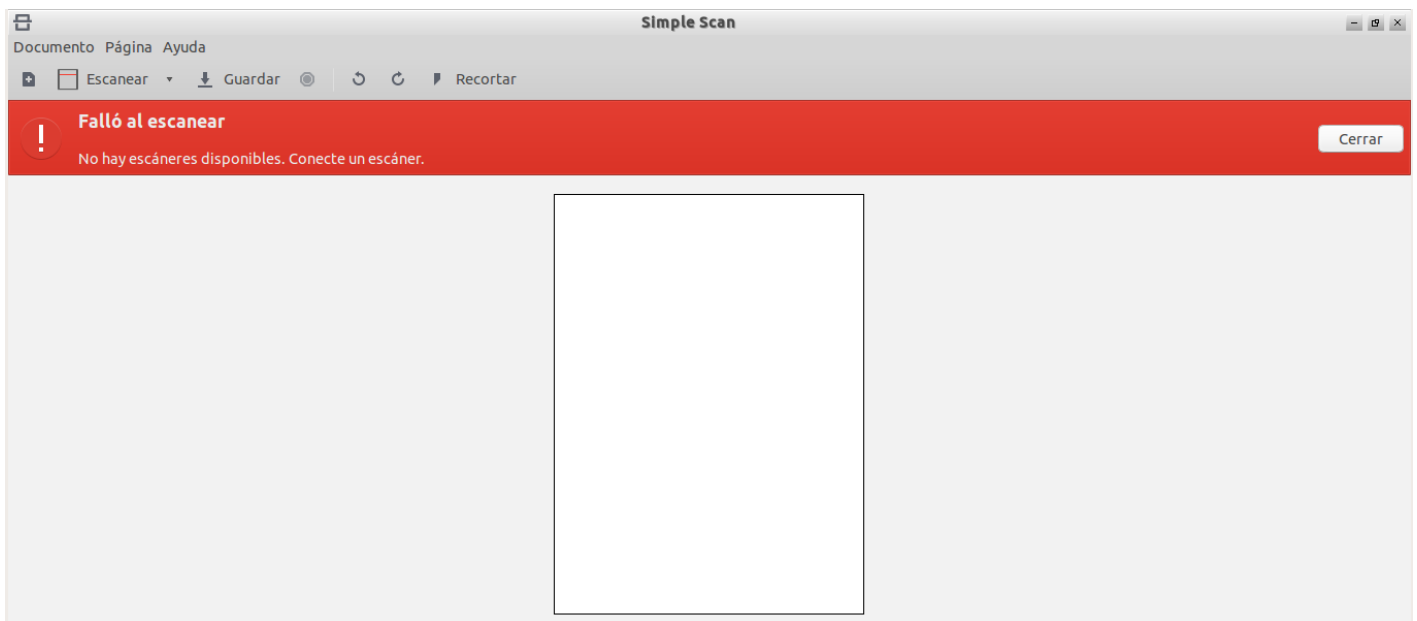 Simple Scan
Documento Página Ayuda
Escanear Guardar Recortar
Falló al escanear
No hay escáneres disponibles. Conecte un escáner.
Cerrar